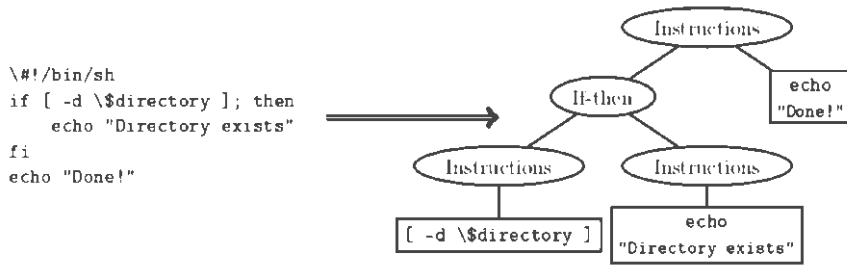 \#!/bin/sh
if [ -d \$directory ]; then
    echo "Directory exists"
fi
echo "Done!"
Instructions
If-then
echo
"Done!"
Instructions
Instructions
[ -d \$directory ]
echo
"Directory exists"